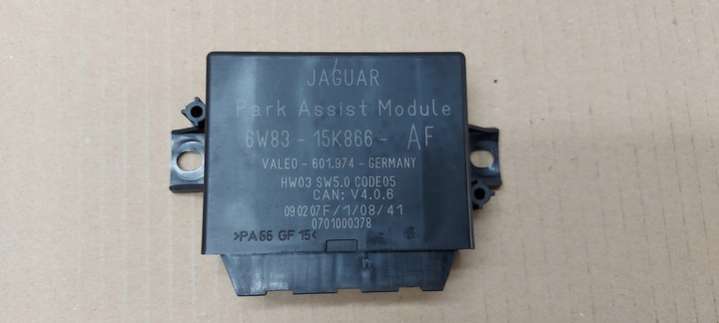 JAGUAR
Park Assist Module
6W83 - 15K866 - AF
VALEO - 601.974 - GERMANY
HW03 SW5.0 CODE05
CAN: V4.0.6
090207F/1/08/41
0701000378
>PA66 GF 15<